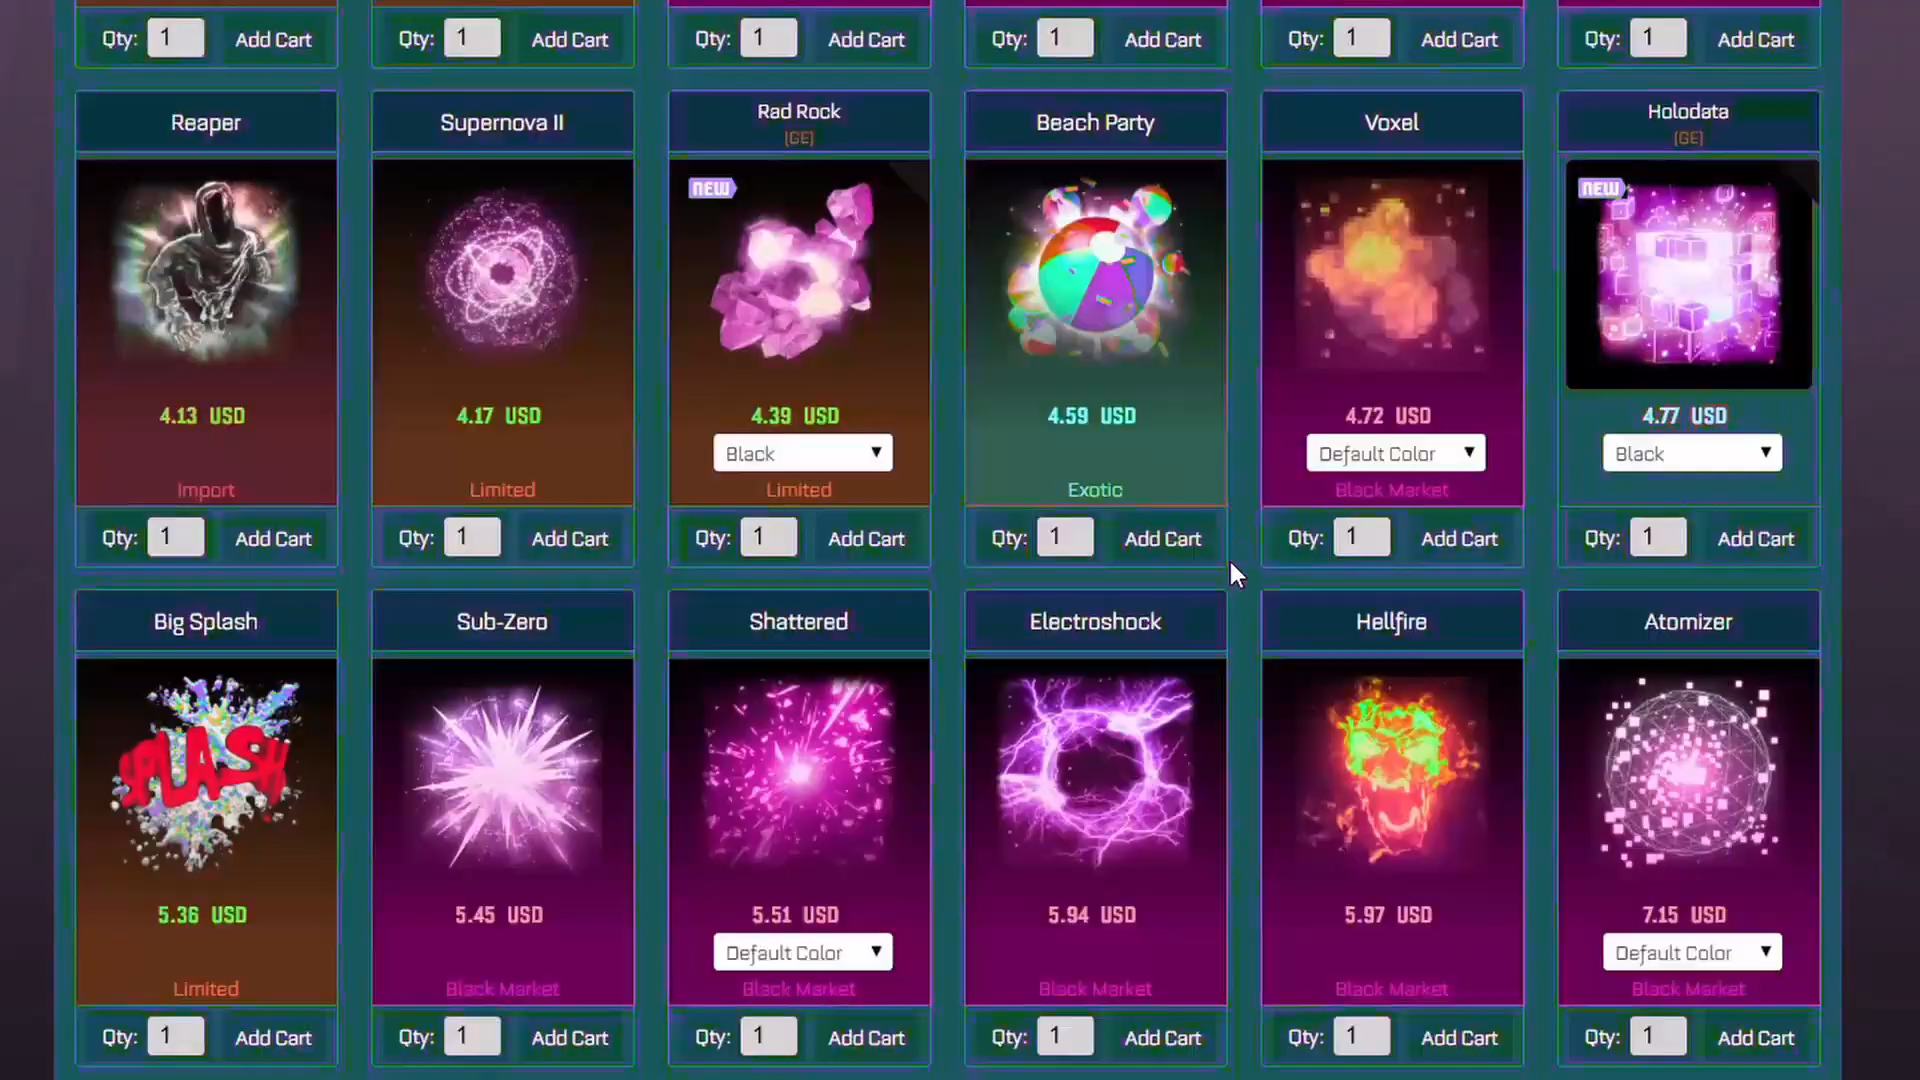 Qty: 1 Add Cart Qty: 1 Add Cart Qty: 1 Add Cart Qty: 1 Add Cart Qty: 1 Add Cart Qty: 1 Add Cart
Reaper Supernova II Rad Rock Beach Party Voxel Holodata
[GE] [GE]
NEW NEW
4.13 USD 4.17 USD 4.39 USD 4.59 USD 4.72 USD 4.77 USD
Black Default Color Black
Import Limited Limited Exotic Black Market
Qty: 1 Add Cart Qty: 1 Add Cart Qty: 1 Add Cart Qty: 1 Add Cart Qty: 1 Add Cart Qty: 1 Add Cart
Big Splash Sub-Zero Shattered Electroshock Hellfire Atomizer
SPLASH
5.36 USD 5.45 USD 5.51 USD 5.94 USD 5.97 USD 7.15 USD
Default Color Default Color
Limited Black Market Black Market Black Market Black Market Black Market
Qty: 1 Add Cart Qty: 1 Add Cart Qty: 1 Add Cart Qty: 1 Add Cart Qty: 1 Add Cart Qty: 1 Add Cart